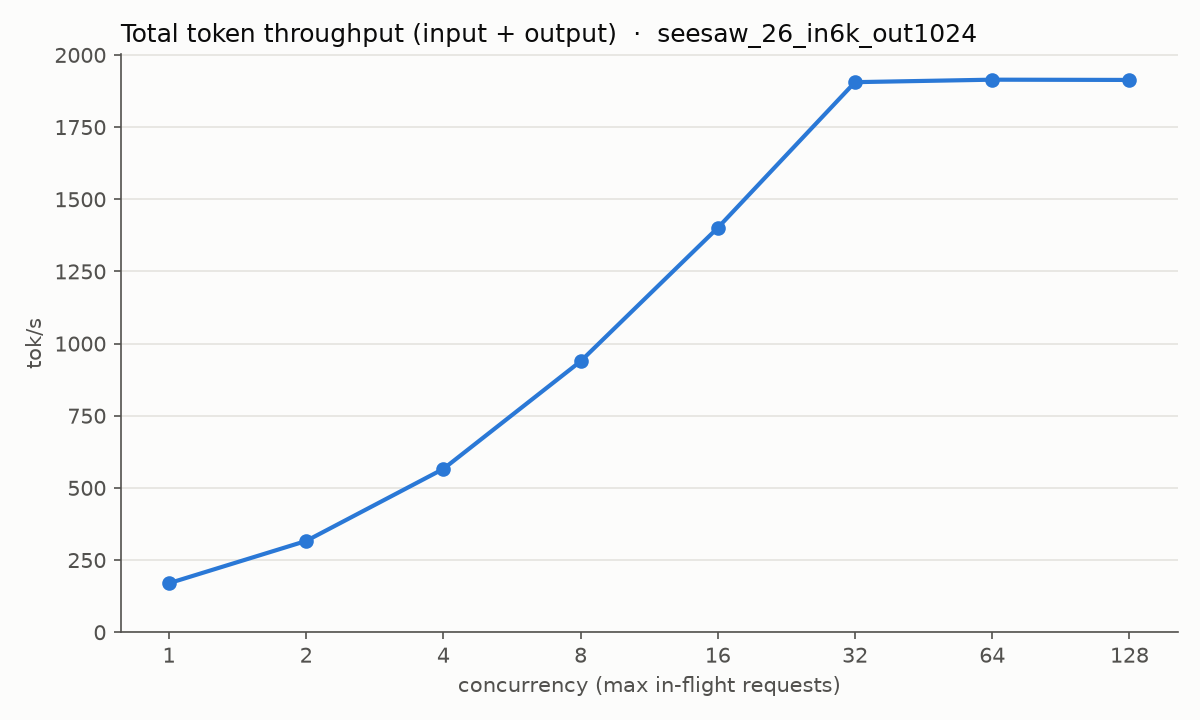 Total token throughput (input + output)  ·  seesaw_26_in6k_out1024
2000
1750
1500
1250
1000
750
500
250
0
tok/s
1 2 4 8 16 32 64 128
concurrency (max in-flight requests)